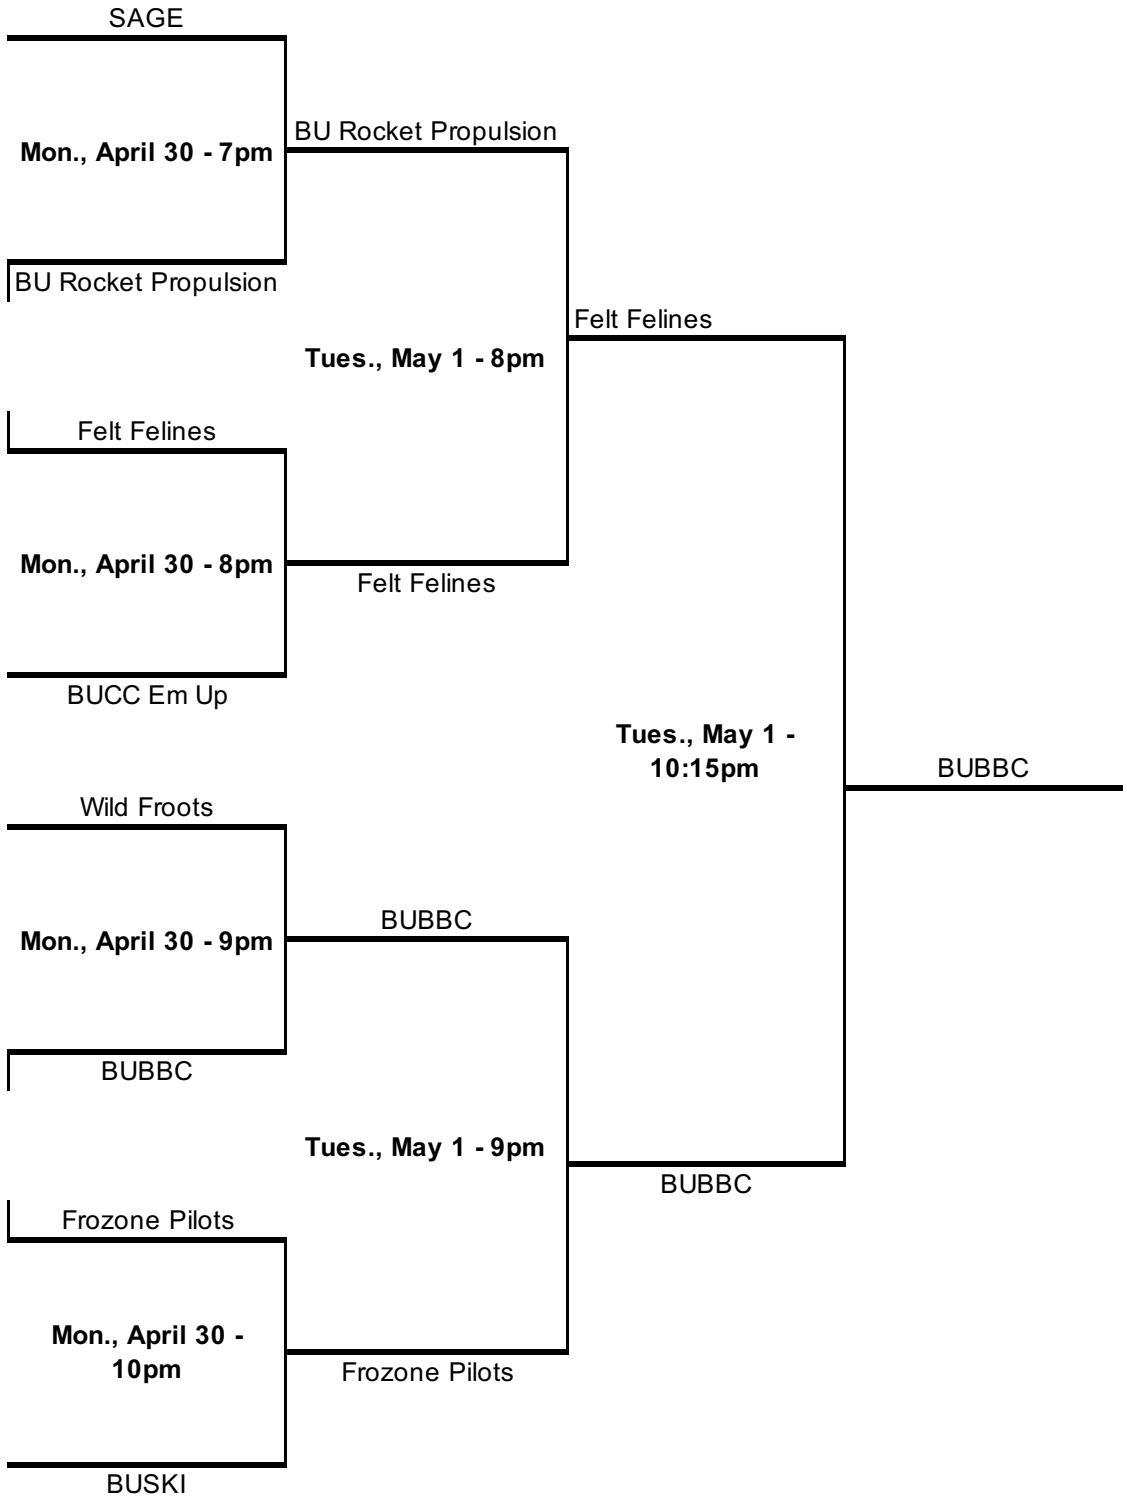 SAGE
BU Rocket Propulsion
Mon., April 30 - 7pm
BU Rocket Propulsion
Felt Felines
Tues., May 1 - 8pm
Felt Felines
Mon., April 30 - 8pm
Felt Felines
BUCC Em Up
Tues., May 1 -
10:15pm
BUBBC
Wild Froots
BUBBC
Mon., April 30 - 9pm
BUBBC
Tues., May 1 - 9pm
BUBBC
Frozone Pilots
Mon., April 30 -
10pm
Frozone Pilots
BUSKI